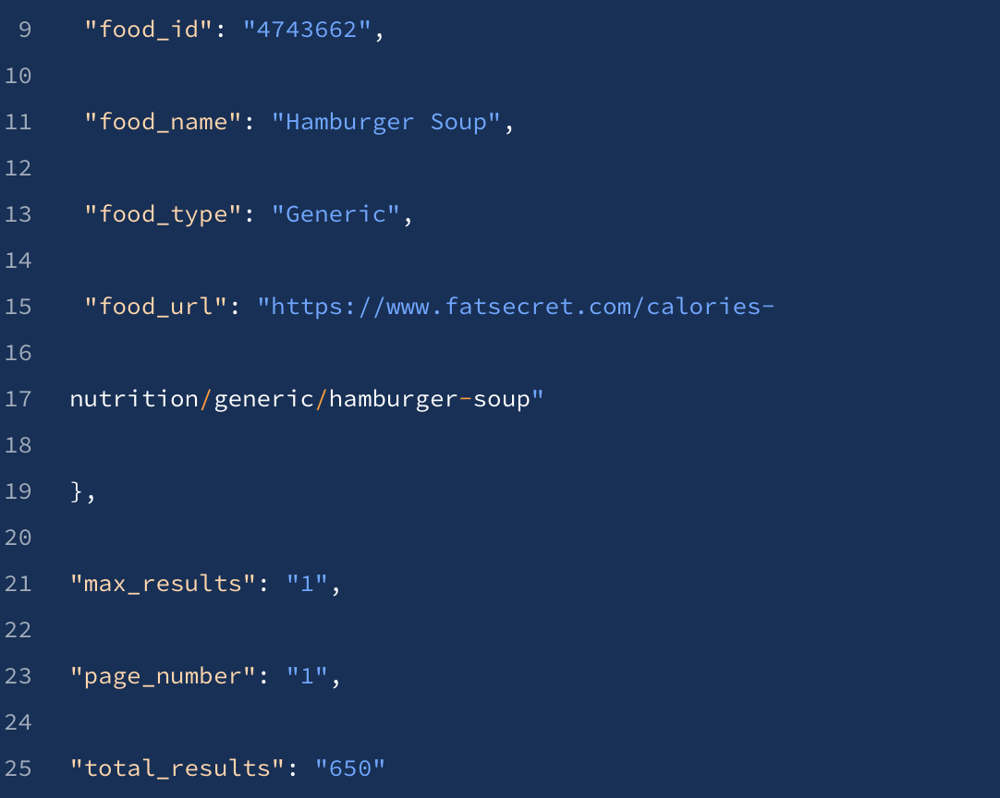 9 "food_id": "4743662",
10
11 "food_name": "Hamburger Soup",
12
13 "food_type": "Generic",
14
15 "food_url": "https://www.fatsecret.com/calories-
16
17 nutrition/generic/hamburger-soup"
18
19 },
20
21 "max_results": "1",
22
23 "page_number": "1",
24
25 "total_results": "650"